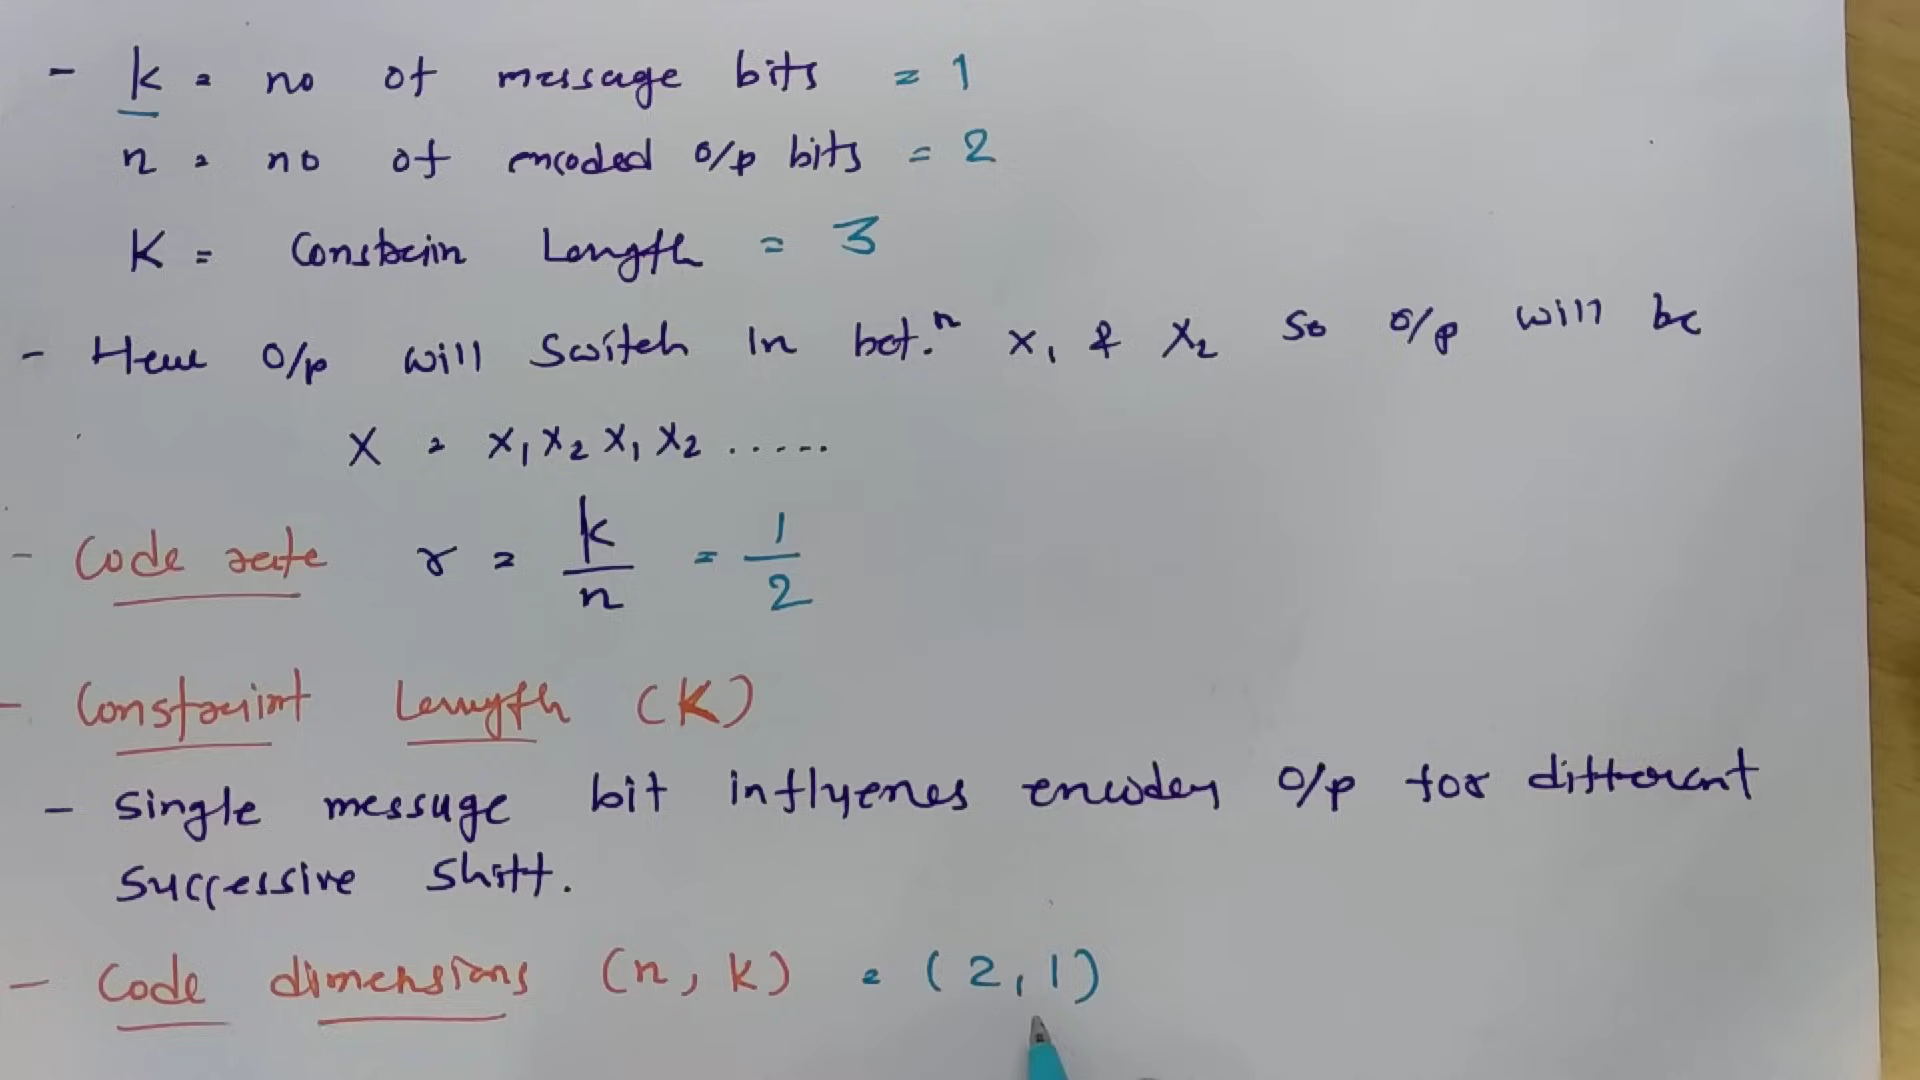 - k = no of message bits = 1
n = no of encoded o/p bits = 2
K = Constrain Length = 3
- Here o/p will switch in bet.n x1 & x2 so o/p will be
X = x1 x2 x1 x2 .....
- Code rate r = k/n = 1/2
- Constraint Length (K)
- Single message bit influenes encoder o/p for different
successive shift.
- Code dimensions (n, k) = (2, 1)